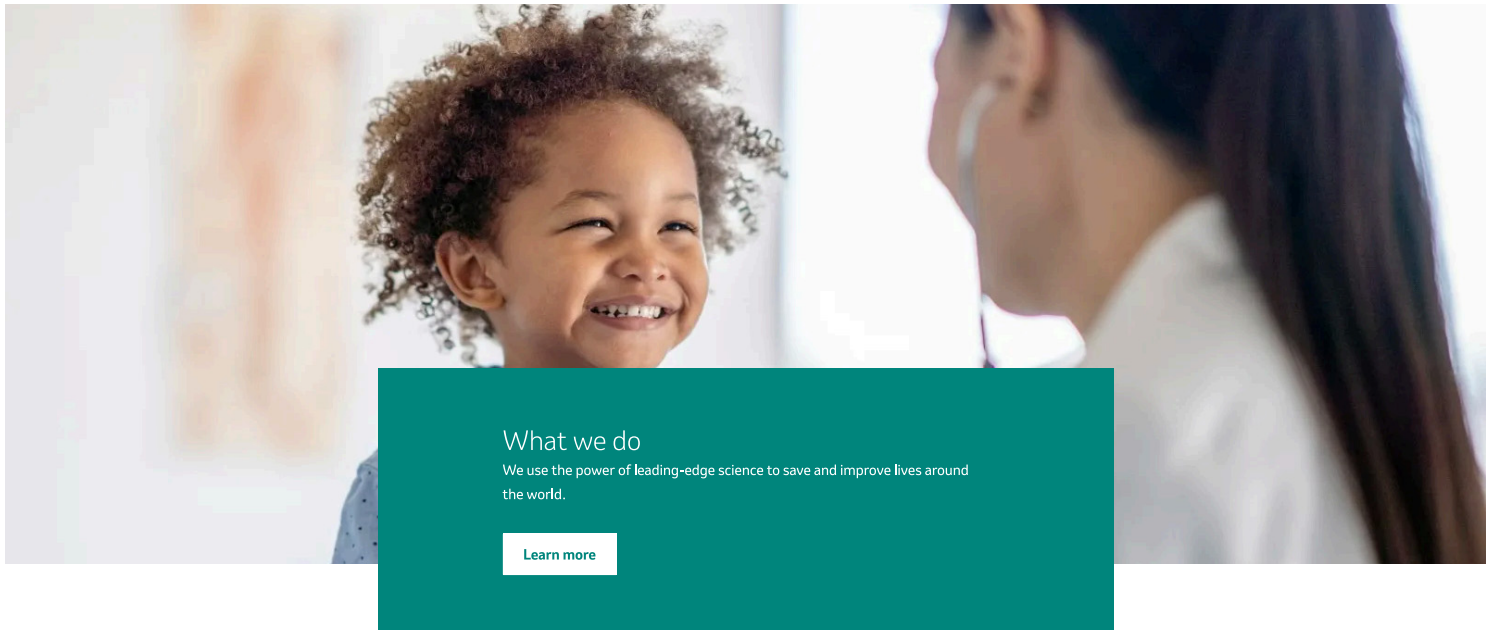 What we do
We use the power of leading-edge science to save and improve lives around
the world.
Learn more